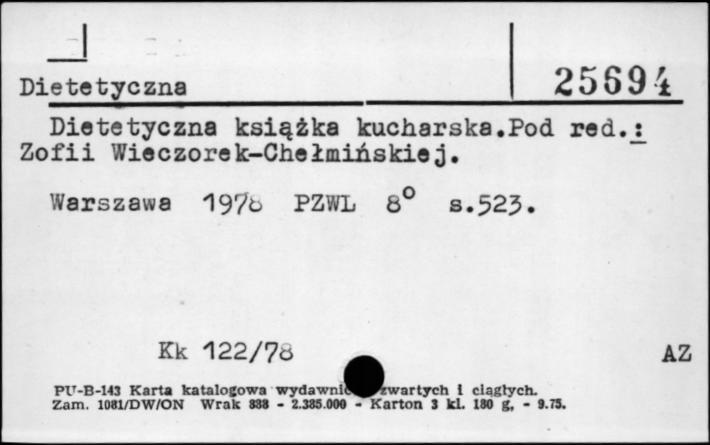 Dietetyczna 25694
Dietetyczna książka kucharska.Pod red.:
Zofii Wieczorek-Chełmińskiej.
Warszawa 1978 PZWL 8° s.523.
Kk 122/78 AZ
PU-B-143 Karta katalogowa wydawnic zwartych i ciągłych.
Zam. 1081/DW/ON Wrak 838 - 2.385.000 - Karton 3 kl. 180 g, - 9.75.